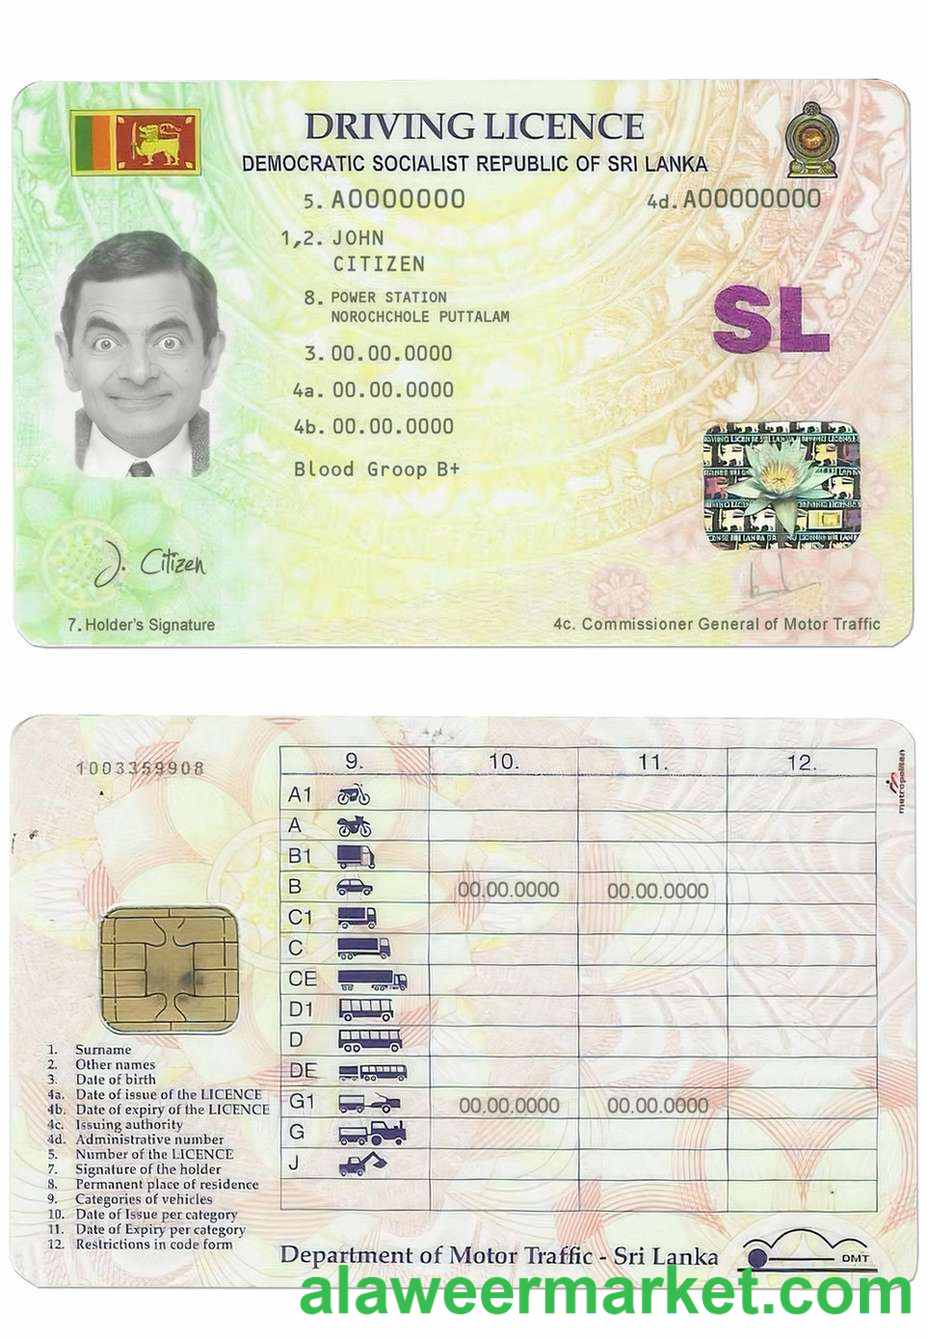 DRIVING LICENCE
DEMOCRATIC SOCIALIST REPUBLIC OF SRI LANKA
5. A0000000
4d. A00000000
1,2. JOHN
CITIZEN
8. POWER STATION
NOROCHCHOLE PUTTALAM
SL
3. 00.00.0000
4a. 00.00.0000
4b. 00.00.0000
Blood Groop B+
J. Citizen
7. Holder's Signature
4c. Commissioner General of Motor Traffic
1003359908
9. 10. 11. 12.
metropolitan
A1
A
B1
B 00.00.0000 00.00.0000
C1
C
CE
D1
D
DE
G1 00.00.0000 00.00.0000
G
J
1. Surname
2. Other names
3. Date of birth
4a. Date of issue of the LICENCE
4b. Date of expiry of the LICENCE
4c. Issuing authority
4d. Administrative number
5. Number of the LICENCE
7. Signature of the holder
8. Permanent place of residence
9. Categories of vehicles
10. Date of Issue per category
11. Date of Expiry per category
12. Restrictions in code form
Department of Motor Traffic - Sri Lanka
DMT
alaweermarket.com